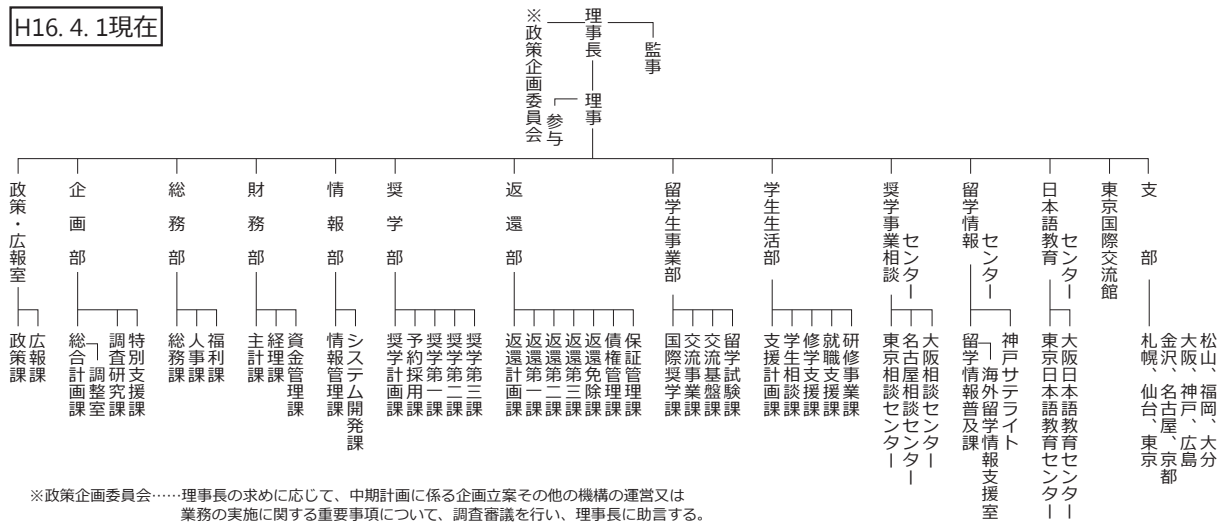 H16. 4. 1現在
理事長
監事
※政策企画委員会
理事
参与
政策・広報室
政策課
広報課
企画部
総合計画課
調整室
調査研究課
特別支援課
総務部
総務課
人事課
福利課
財務部
主計課
経理課
資金管理課
情報部
情報管理課
システム開発課
奨学部
奨学計画課
予約採用課
奨学第一課
奨学第二課
奨学第三課
返還部
返還計画課
返還第一課
返還第二課
返還第三課
返還免除課
債権管理課
保証管理課
留学生事業部
国際奨学課
交流事業課
交流基盤課
留学試験課
学生生活部
支援計画課
学生相談課
修学支援課
就職支援課
研修事業課
奨学事業相談
センター
東京相談センター
名古屋相談センター
大阪相談センター
留学情報
センター
留学情報普及課
海外留学情報支援室
神戸サテライト
日本語教育
センター
東京日本語教育センター
大阪日本語教育センター
東京国際交流館
支部
札幌、仙台、東京
金沢、名古屋、京都
大阪、神戸、広島
松山、福岡、大分
※政策企画委員会……理事長の求めに応じて、中期計画に係る企画立案その他の機構の運営又は
業務の実施に関する重要事項について、調査審議を行い、理事長に助言する。